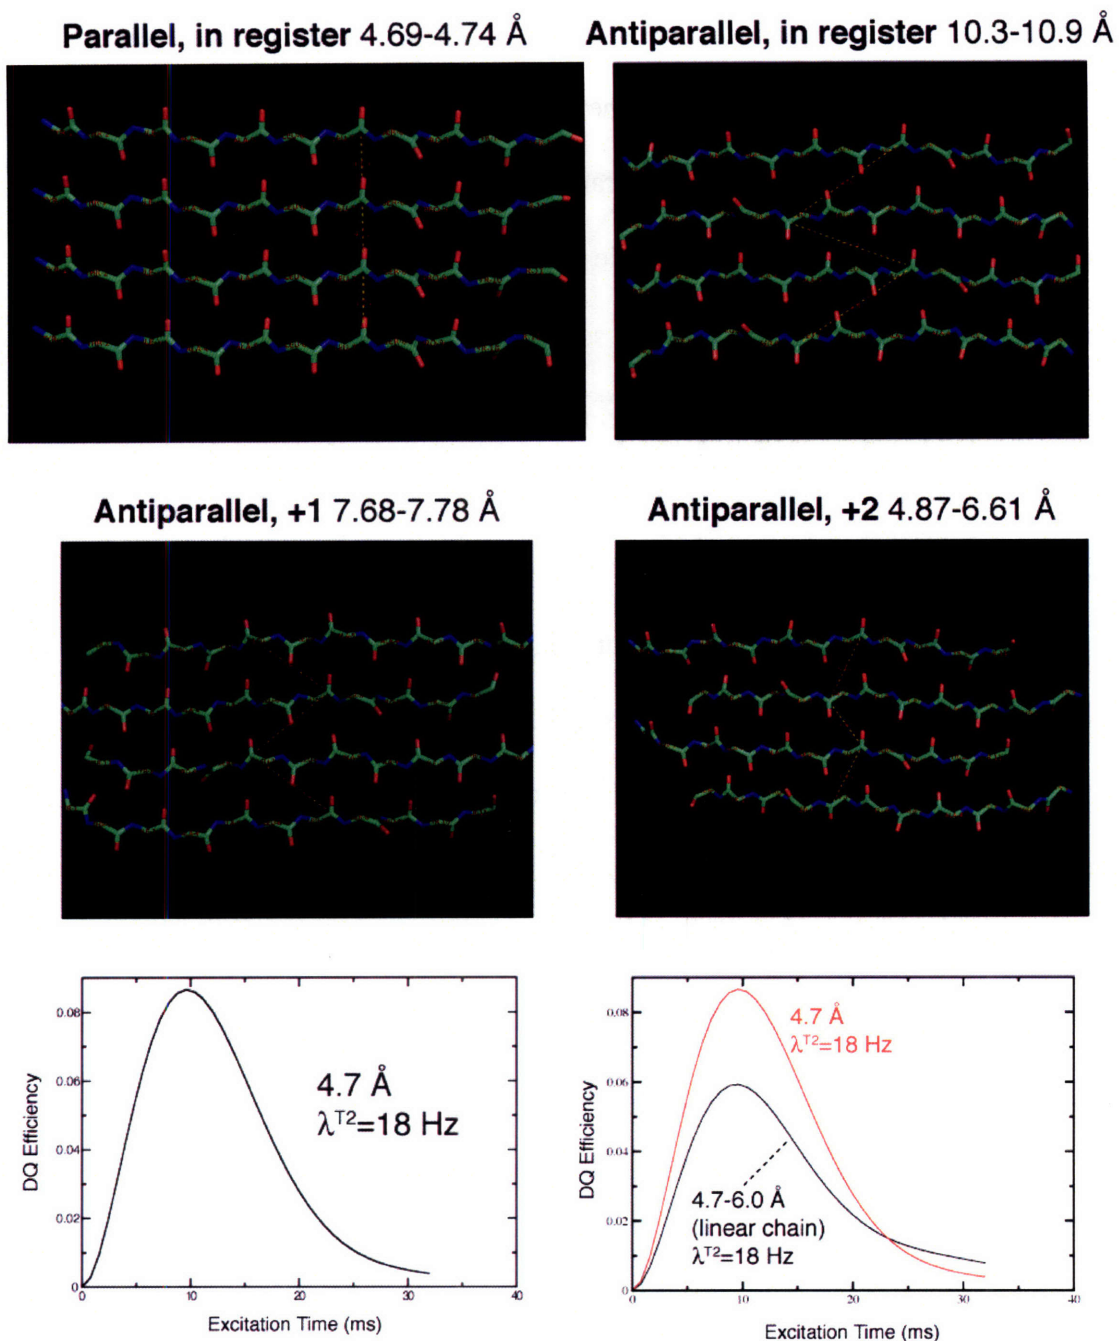 Parallel, in register 4.69-4.74 Å
Antiparallel, in register 10.3-10.9 Å
Antiparallel, +1 7.68-7.78 Å
Antiparallel, +2 4.87-6.61 Å
DQ Efficiency
0.08
0.06
0.04
0.02
0
4.7 Å
λT2=18 Hz
0 10 20 30 40
Excitation Time (ms)
DQ Efficiency
0.08
0.06
0.04
0.02
0
4.7 Å
λT2=18 Hz
4.7-6.0 Å
(linear chain)
λT2=18 Hz
0 10 20 30 40
Excitation Time (ms)